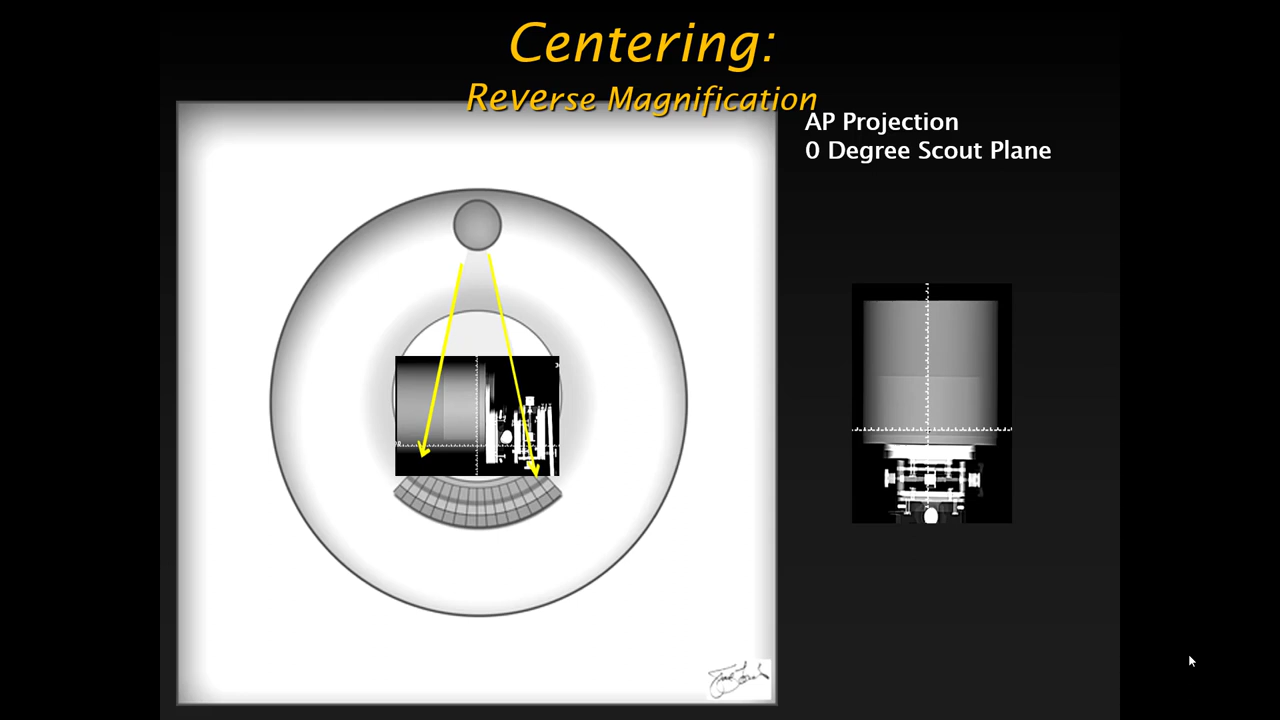 Centering:
Reverse Magnification
AP Projection
0 Degree Scout Plane